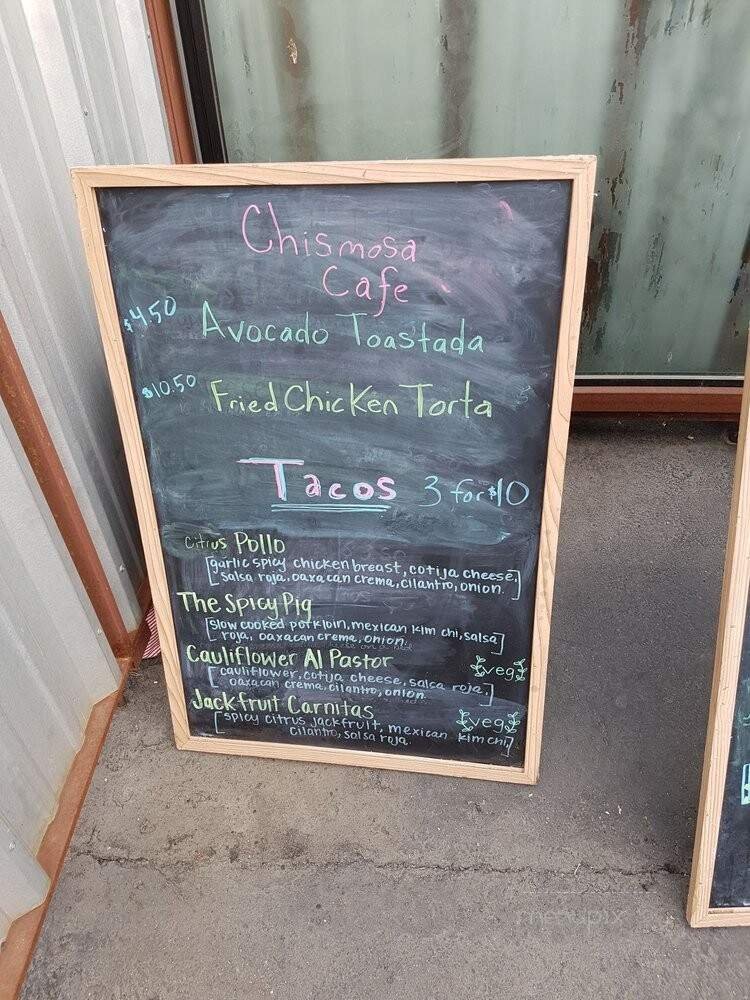 Chismosa
Cafe
$4.50 Avocado Toastada
$10.50 Fried Chicken Torta
Tacos 3 for $10
Citrus Pollo
[garlic spicy chicken breast, cotija cheese,
salsa roja, oaxacan crema, cilantro, onion.]
The Spicy Pig
[slow cooked porkloin, mexican kim chi, salsa
roja, oaxacan crema, onion.]
Cauliflower Al Pastor veg
[cauliflower, cotija cheese, salsa roja,
oaxacan crema, cilantro, onion.]
Jackfruit Carnitas veg
[spicy citrus jackfruit, mexican kimchi,
cilantro, salsa roja.]
menupix